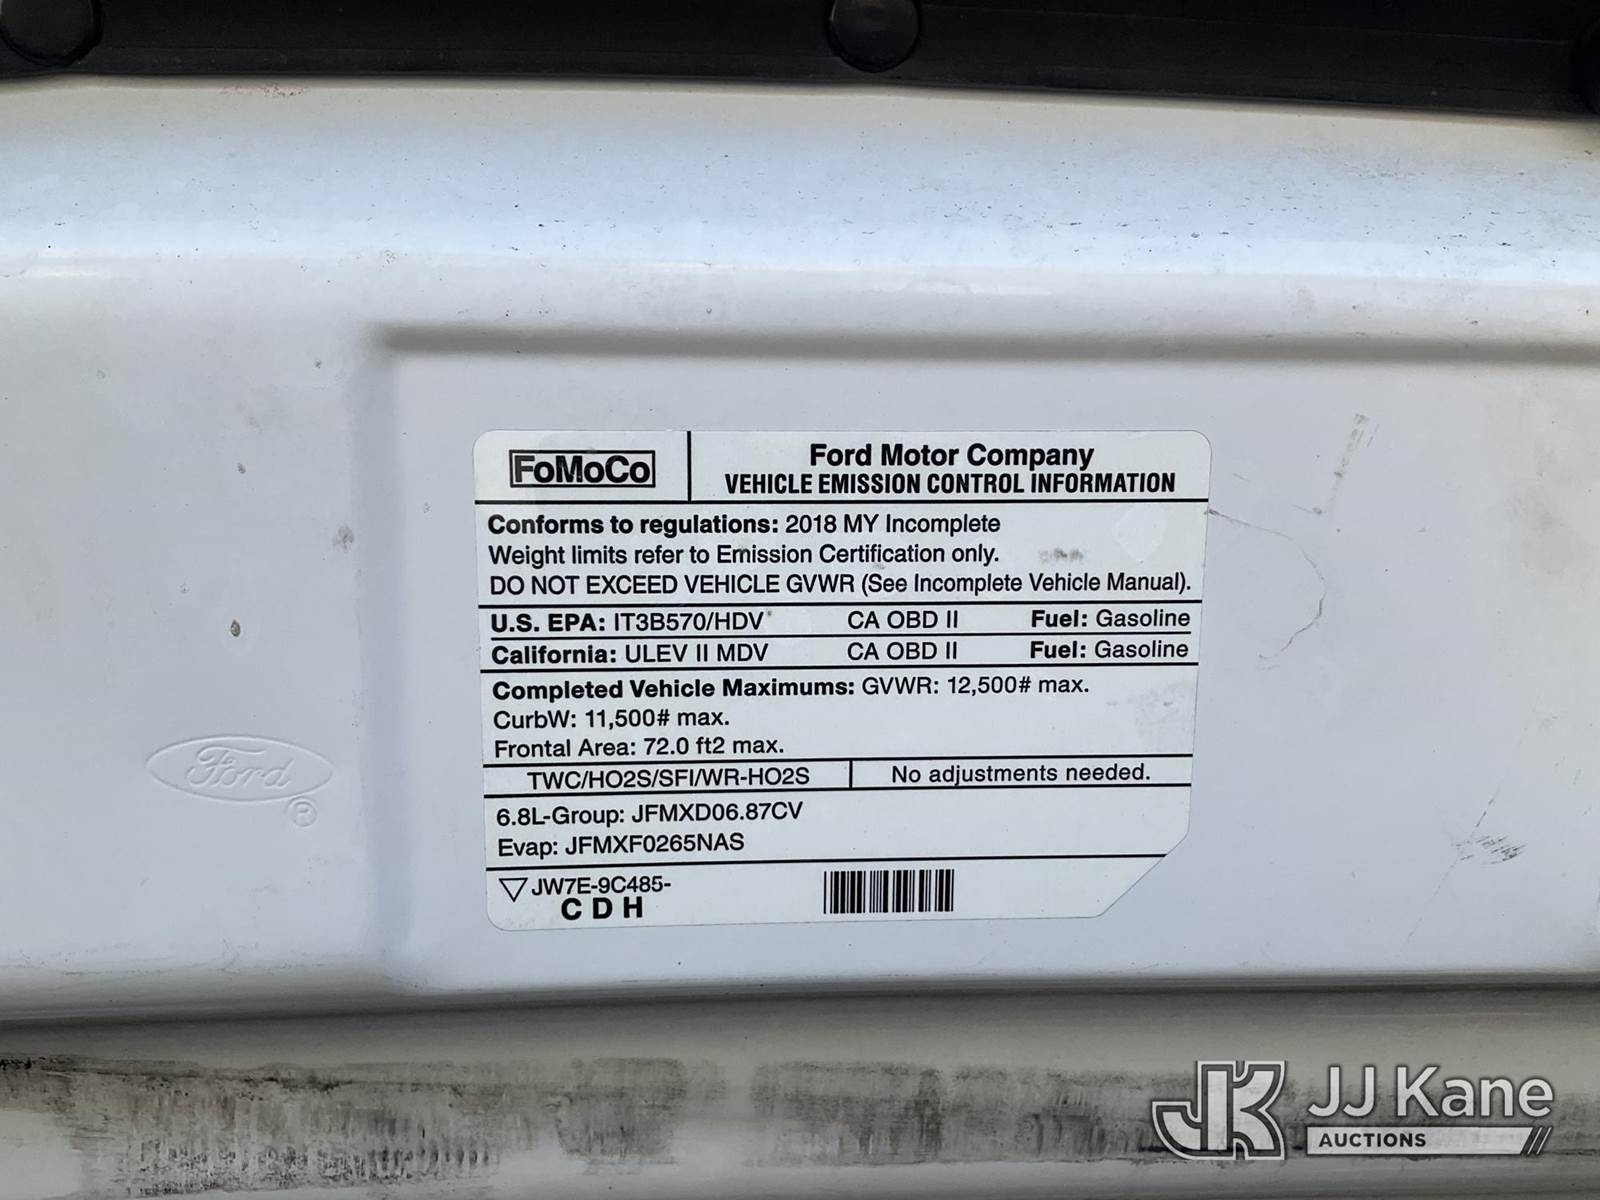 FoMoCo
Ford Motor Company
VEHICLE EMISSION CONTROL INFORMATION
Conforms to regulations: 2018 MY Incomplete
Weight limits refer to Emission Certification only.
DO NOT EXCEED VEHICLE GVWR (See Incomplete Vehicle Manual).
U.S. EPA: IT3B570/HDV* CA OBD II Fuel: Gasoline
California: ULEV II MDV CA OBD II Fuel: Gasoline
Completed Vehicle Maximums: GVWR: 12,500# max.
CurbW: 11,500# max.
Frontal Area: 72.0 ft2 max.
TWC/HO2S/SFI/WR-HO2S No adjustments needed.
6.8L-Group: JFMXD06.87CV
Evap: JFMXF0265NAS
JW7E-9C485-
C D H
Ford
®
JK JJ Kane
AUCTIONS